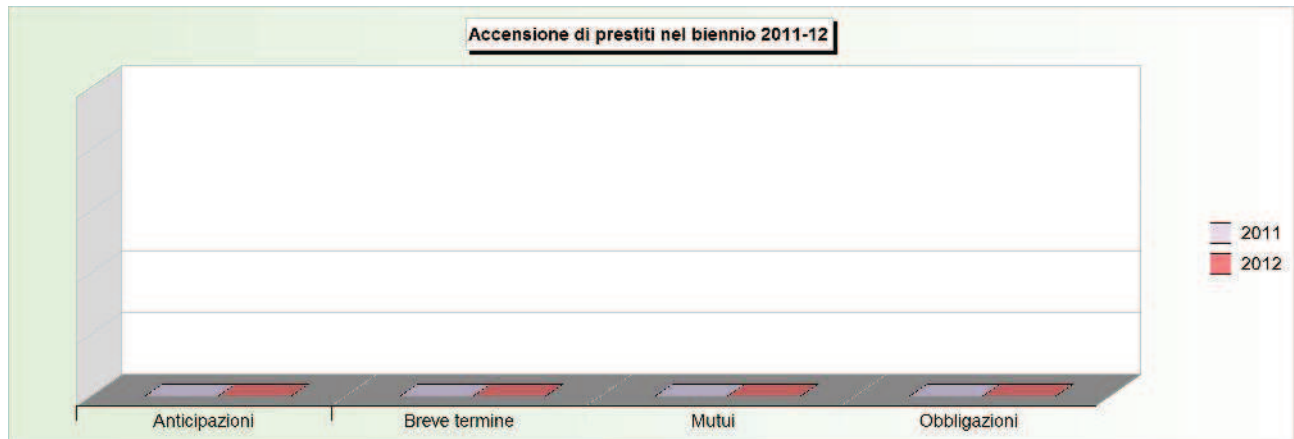 Accensione di prestiti nel biennio 2011-12
2011
2012
Anticipazioni
Breve termine
Mutui
Obbligazioni